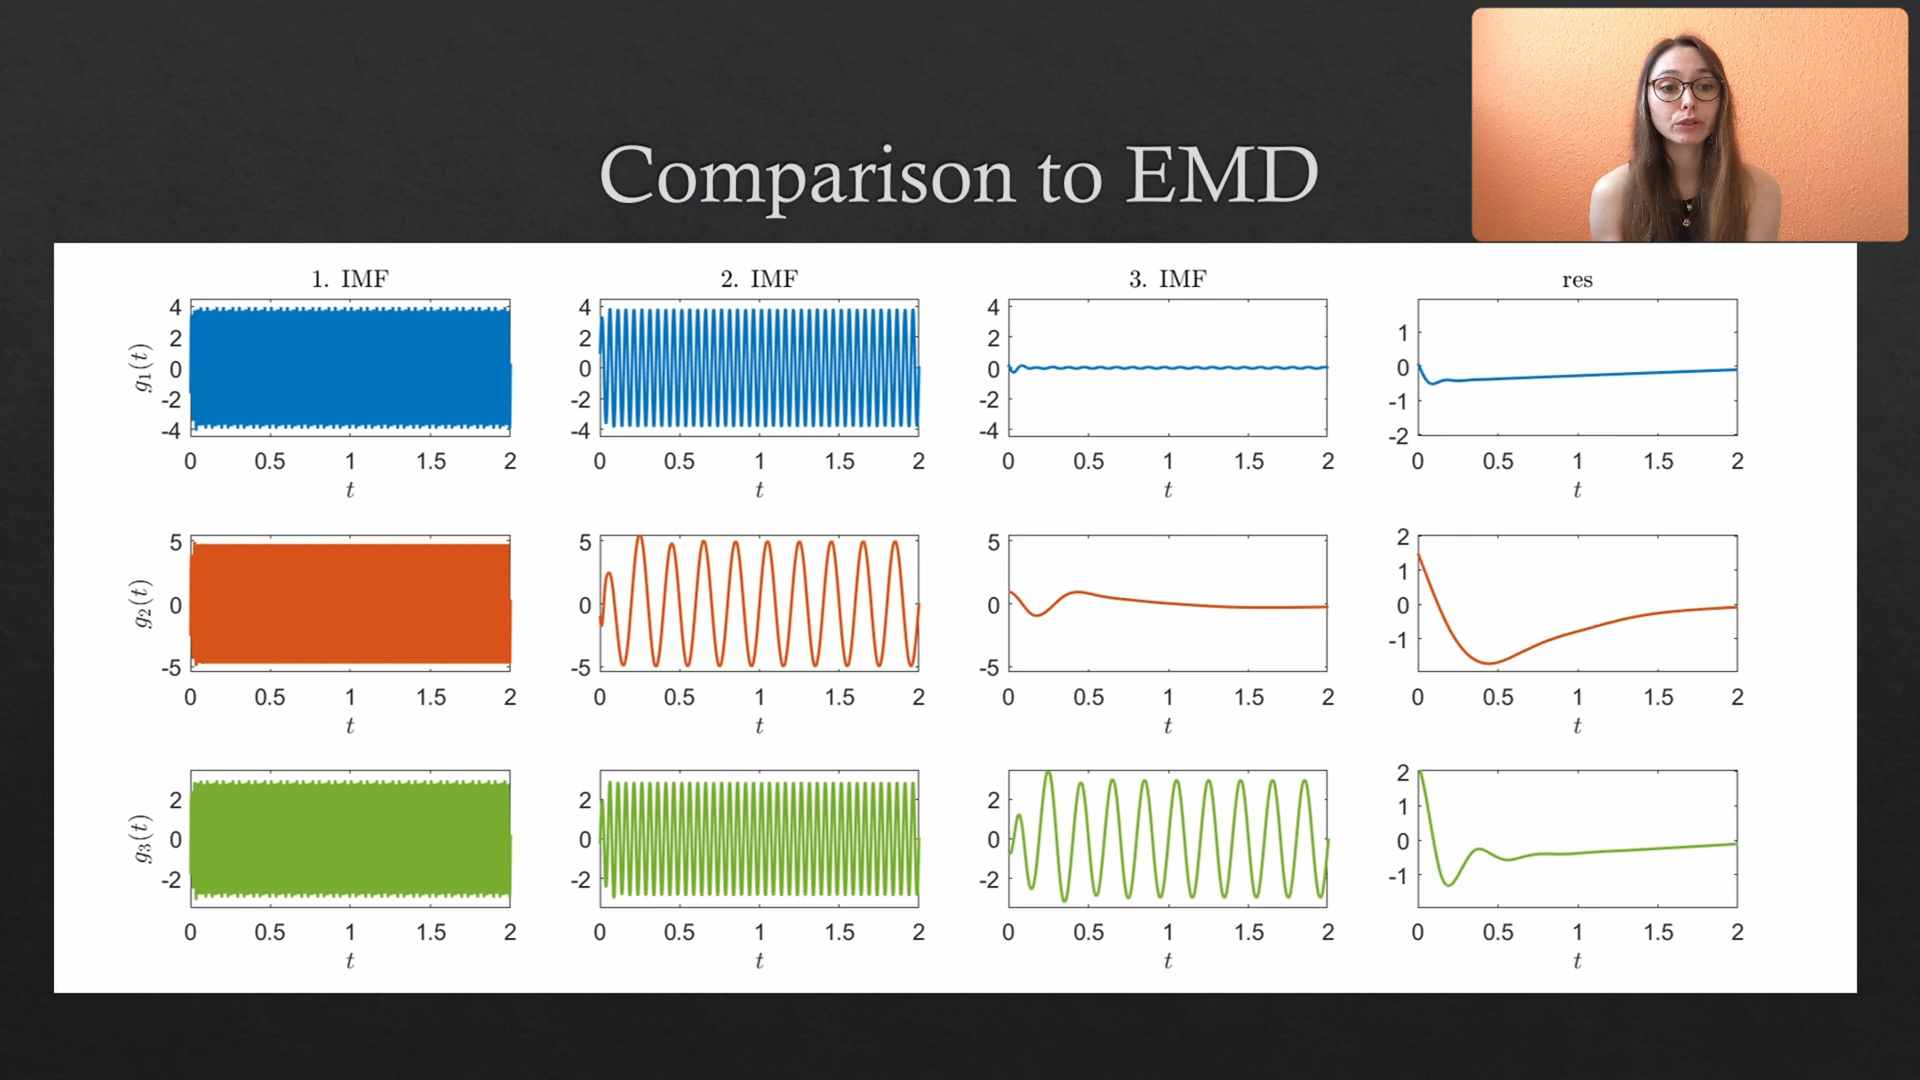 Comparison to EMD
1. IMF 2. IMF 3. IMF res
g₁(t)
4 2 0 -2 -4
4 2 0 -2 -4
4 2 0 -2 -4
1 0 -1 -2
0 0.5 1 1.5 2 0 0.5 1 1.5 2 0 0.5 1 1.5 2 0 0.5 1 1.5 2
t t t t
g₂(t)
5 0 -5
5 0 -5
5 0 -5
2 1 0 -1
0 0.5 1 1.5 2 0 0.5 1 1.5 2 0 0.5 1 1.5 2 0 0.5 1 1.5 2
t t t t
g₃(t)
2 0 -2
2 0 -2
2 0 -2
2 1 0 -1
0 0.5 1 1.5 2 0 0.5 1 1.5 2 0 0.5 1 1.5 2 0 0.5 1 1.5 2
t t t t